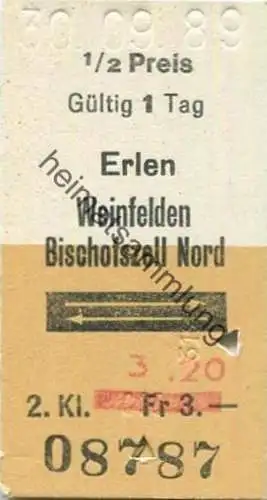 30.09.89
1/2 Preis
Gültig 1 Tag
Erlen
Weinfelden
Bischofszell Nord
heimatsammlung
3.20
2. Kl. Fr 3.—
08787